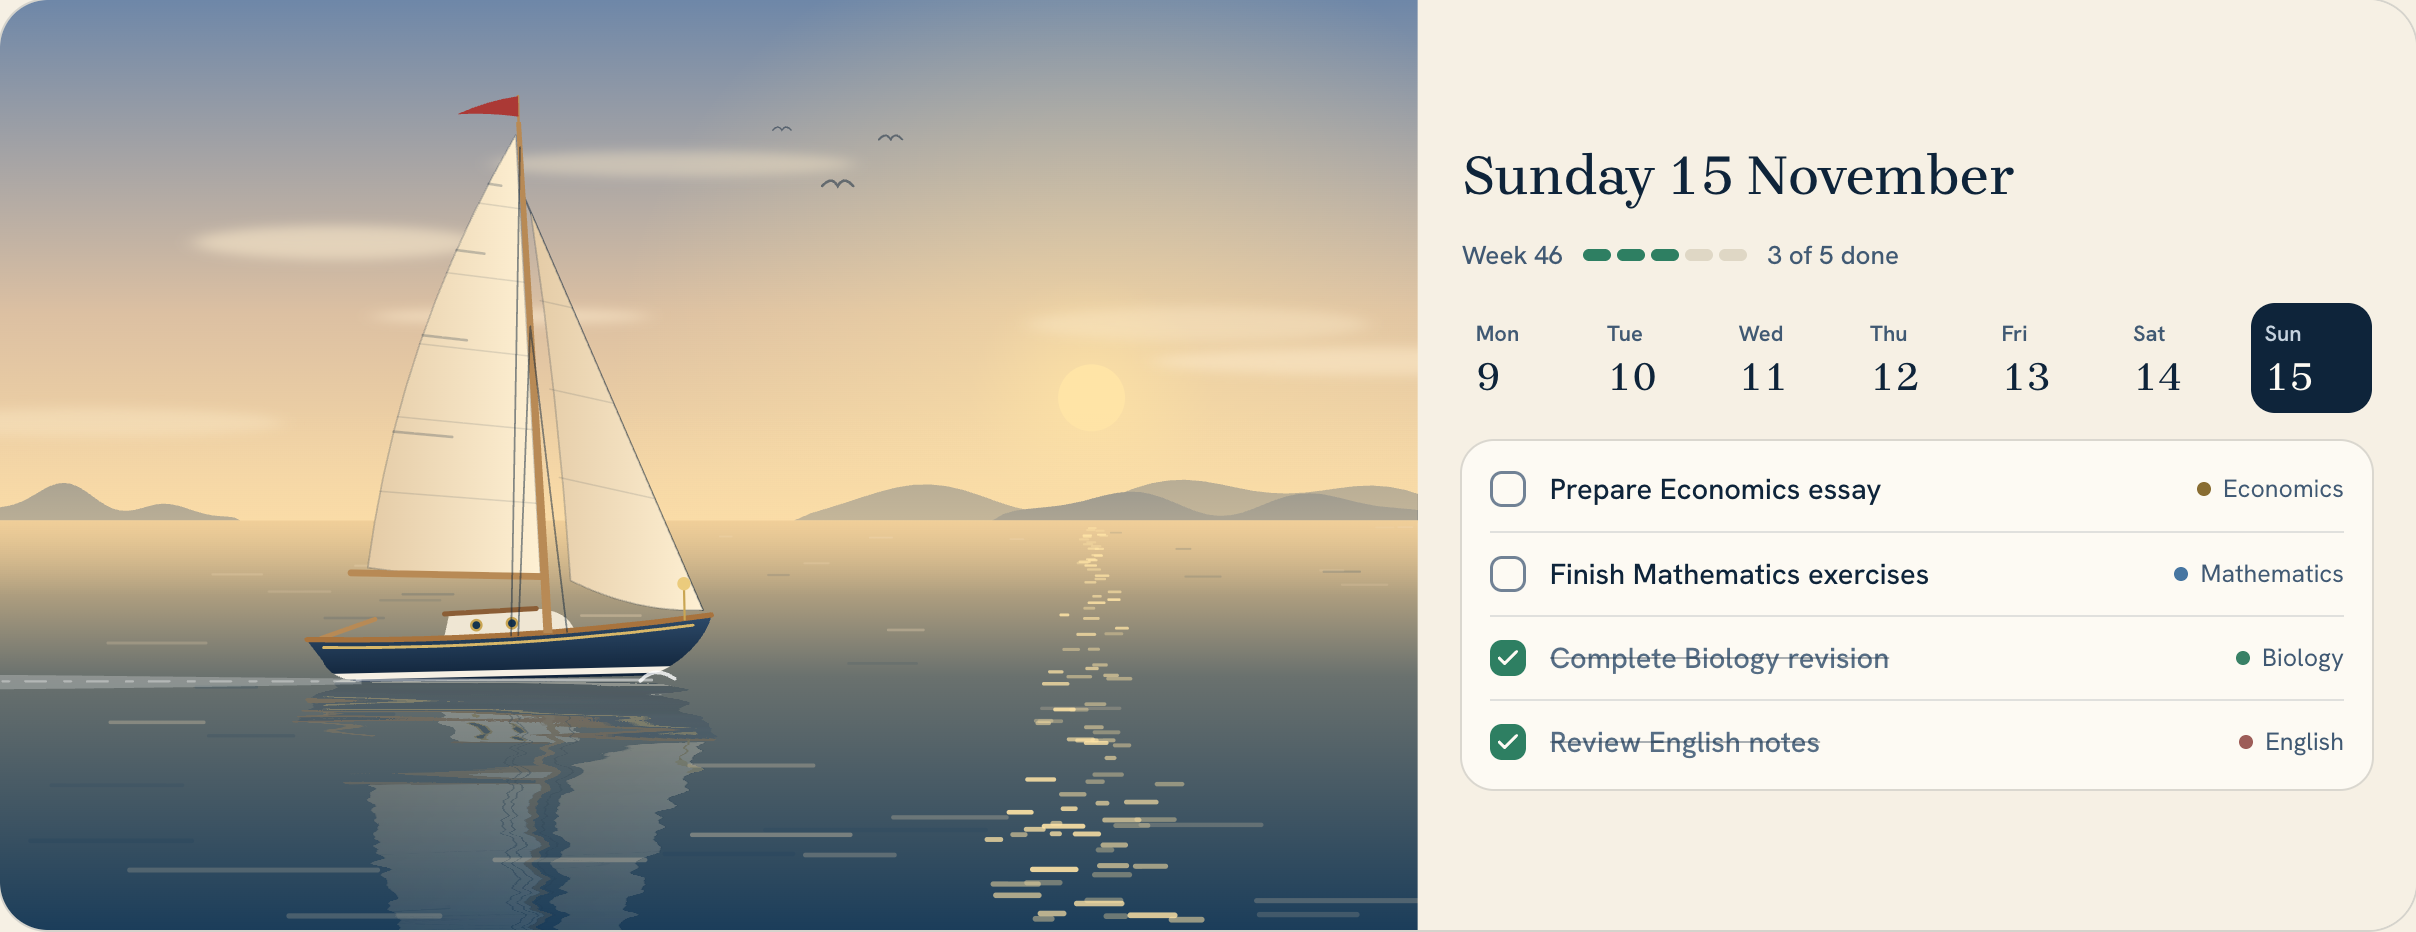 Sunday 15 November
Week 46 3 of 5 done
Mon Tue Wed Thu Fri Sat Sun
9 10 11 12 13 14 15
Prepare Economics essay Economics
Finish Mathematics exercises Mathematics
Complete Biology revision Biology
Review English notes English